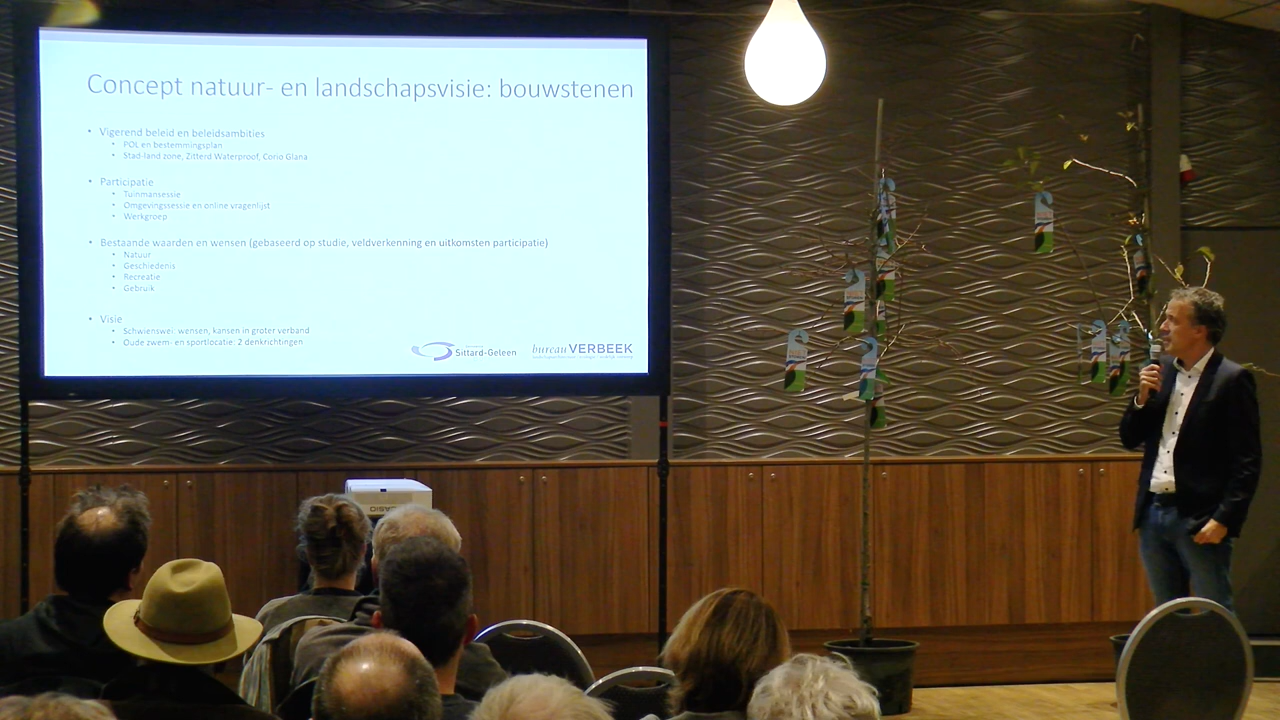 Concept natuur- en landschapsvisie: bouwstenen
• Vigerend beleid en beleidsambities
• POL en bestemmingsplan
• Stad-land zone, Zitterd Waterproof, Corio Glana
• Participatie
• Tuinmansessie
• Omgevingssessie en online vragenlijst
• Werkgroep
• Bestaande waarden en wensen (gebaseerd op studie, veldverkenning en uitkomsten participatie)
• Natuur
• Geschiedenis
• Recreatie
• Gebruik
• Visie
• Schwienswei: wensen, kansen in groter verband
• Oude zwem- en sportlocatie: 2 denkrichtingen
Sittard-Geleen
bureau VERBEEK
CASIO